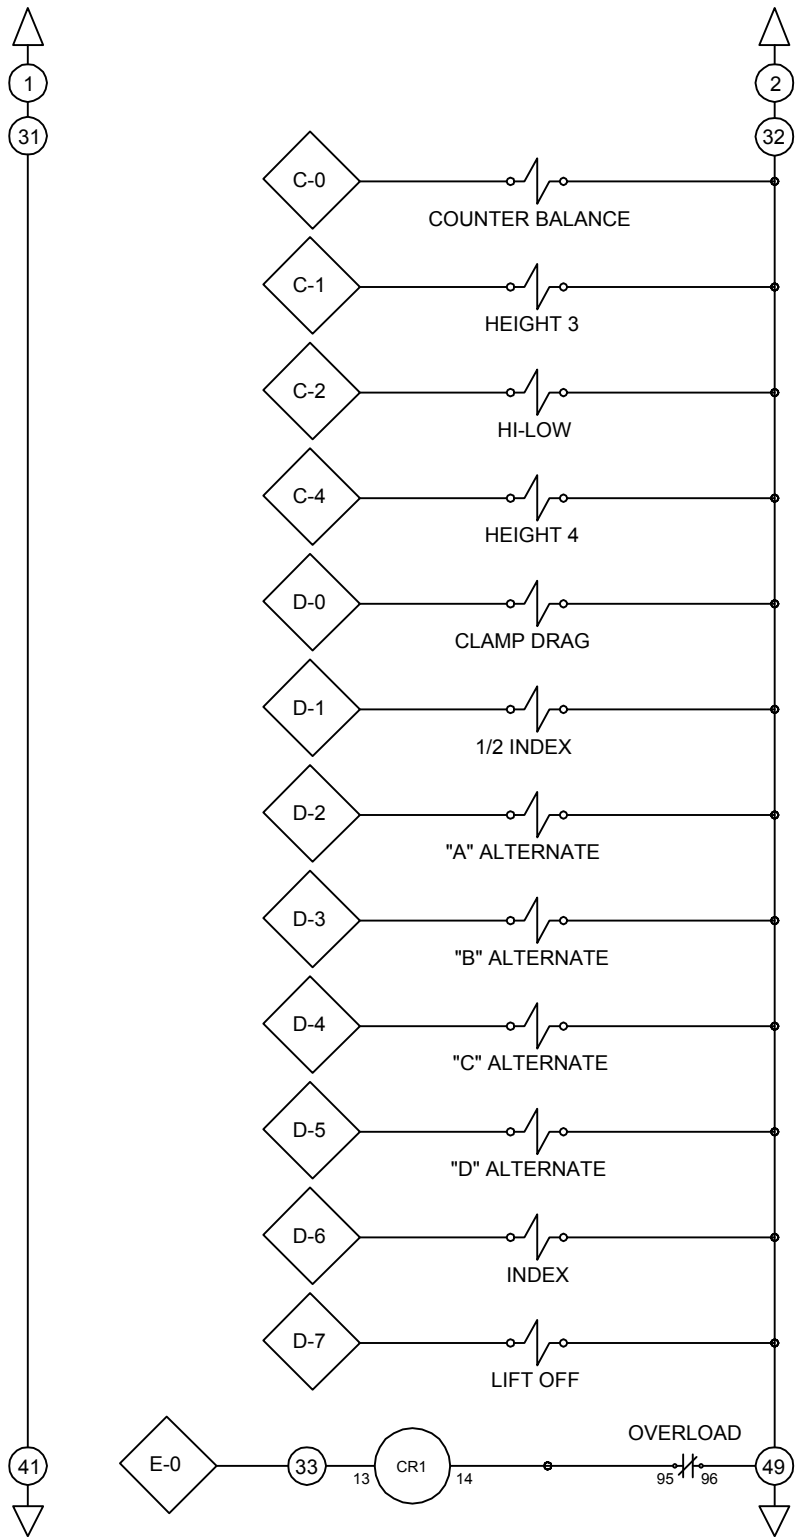 1 2
31 32
C-0
COUNTER BALANCE
C-1
HEIGHT 3
C-2
HI-LOW
C-4
HEIGHT 4
D-0
CLAMP DRAG
D-1
1/2 INDEX
D-2
"A" ALTERNATE
D-3
"B" ALTERNATE
D-4
"C" ALTERNATE
D-5
"D" ALTERNATE
D-6
INDEX
D-7
LIFT OFF
OVERLOAD
41 E-0 33 CR1 49
13 14 95 96